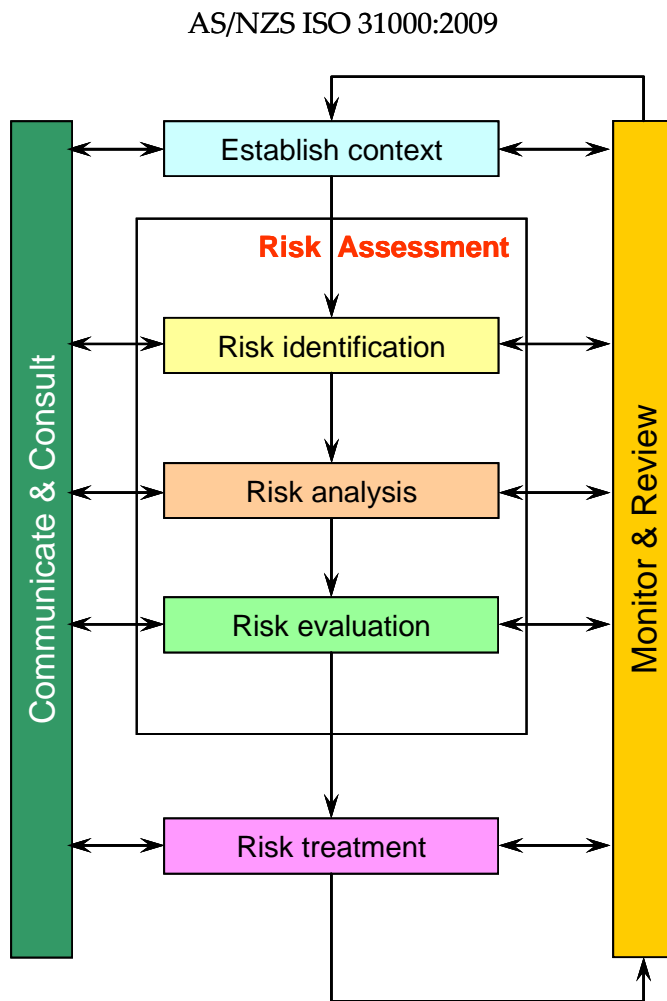 AS/NZS ISO 31000:2009
Establish context
Risk Assessment
Risk identification
Risk analysis
Risk evaluation
Risk treatment
Communicate & Consult
Monitor & Review